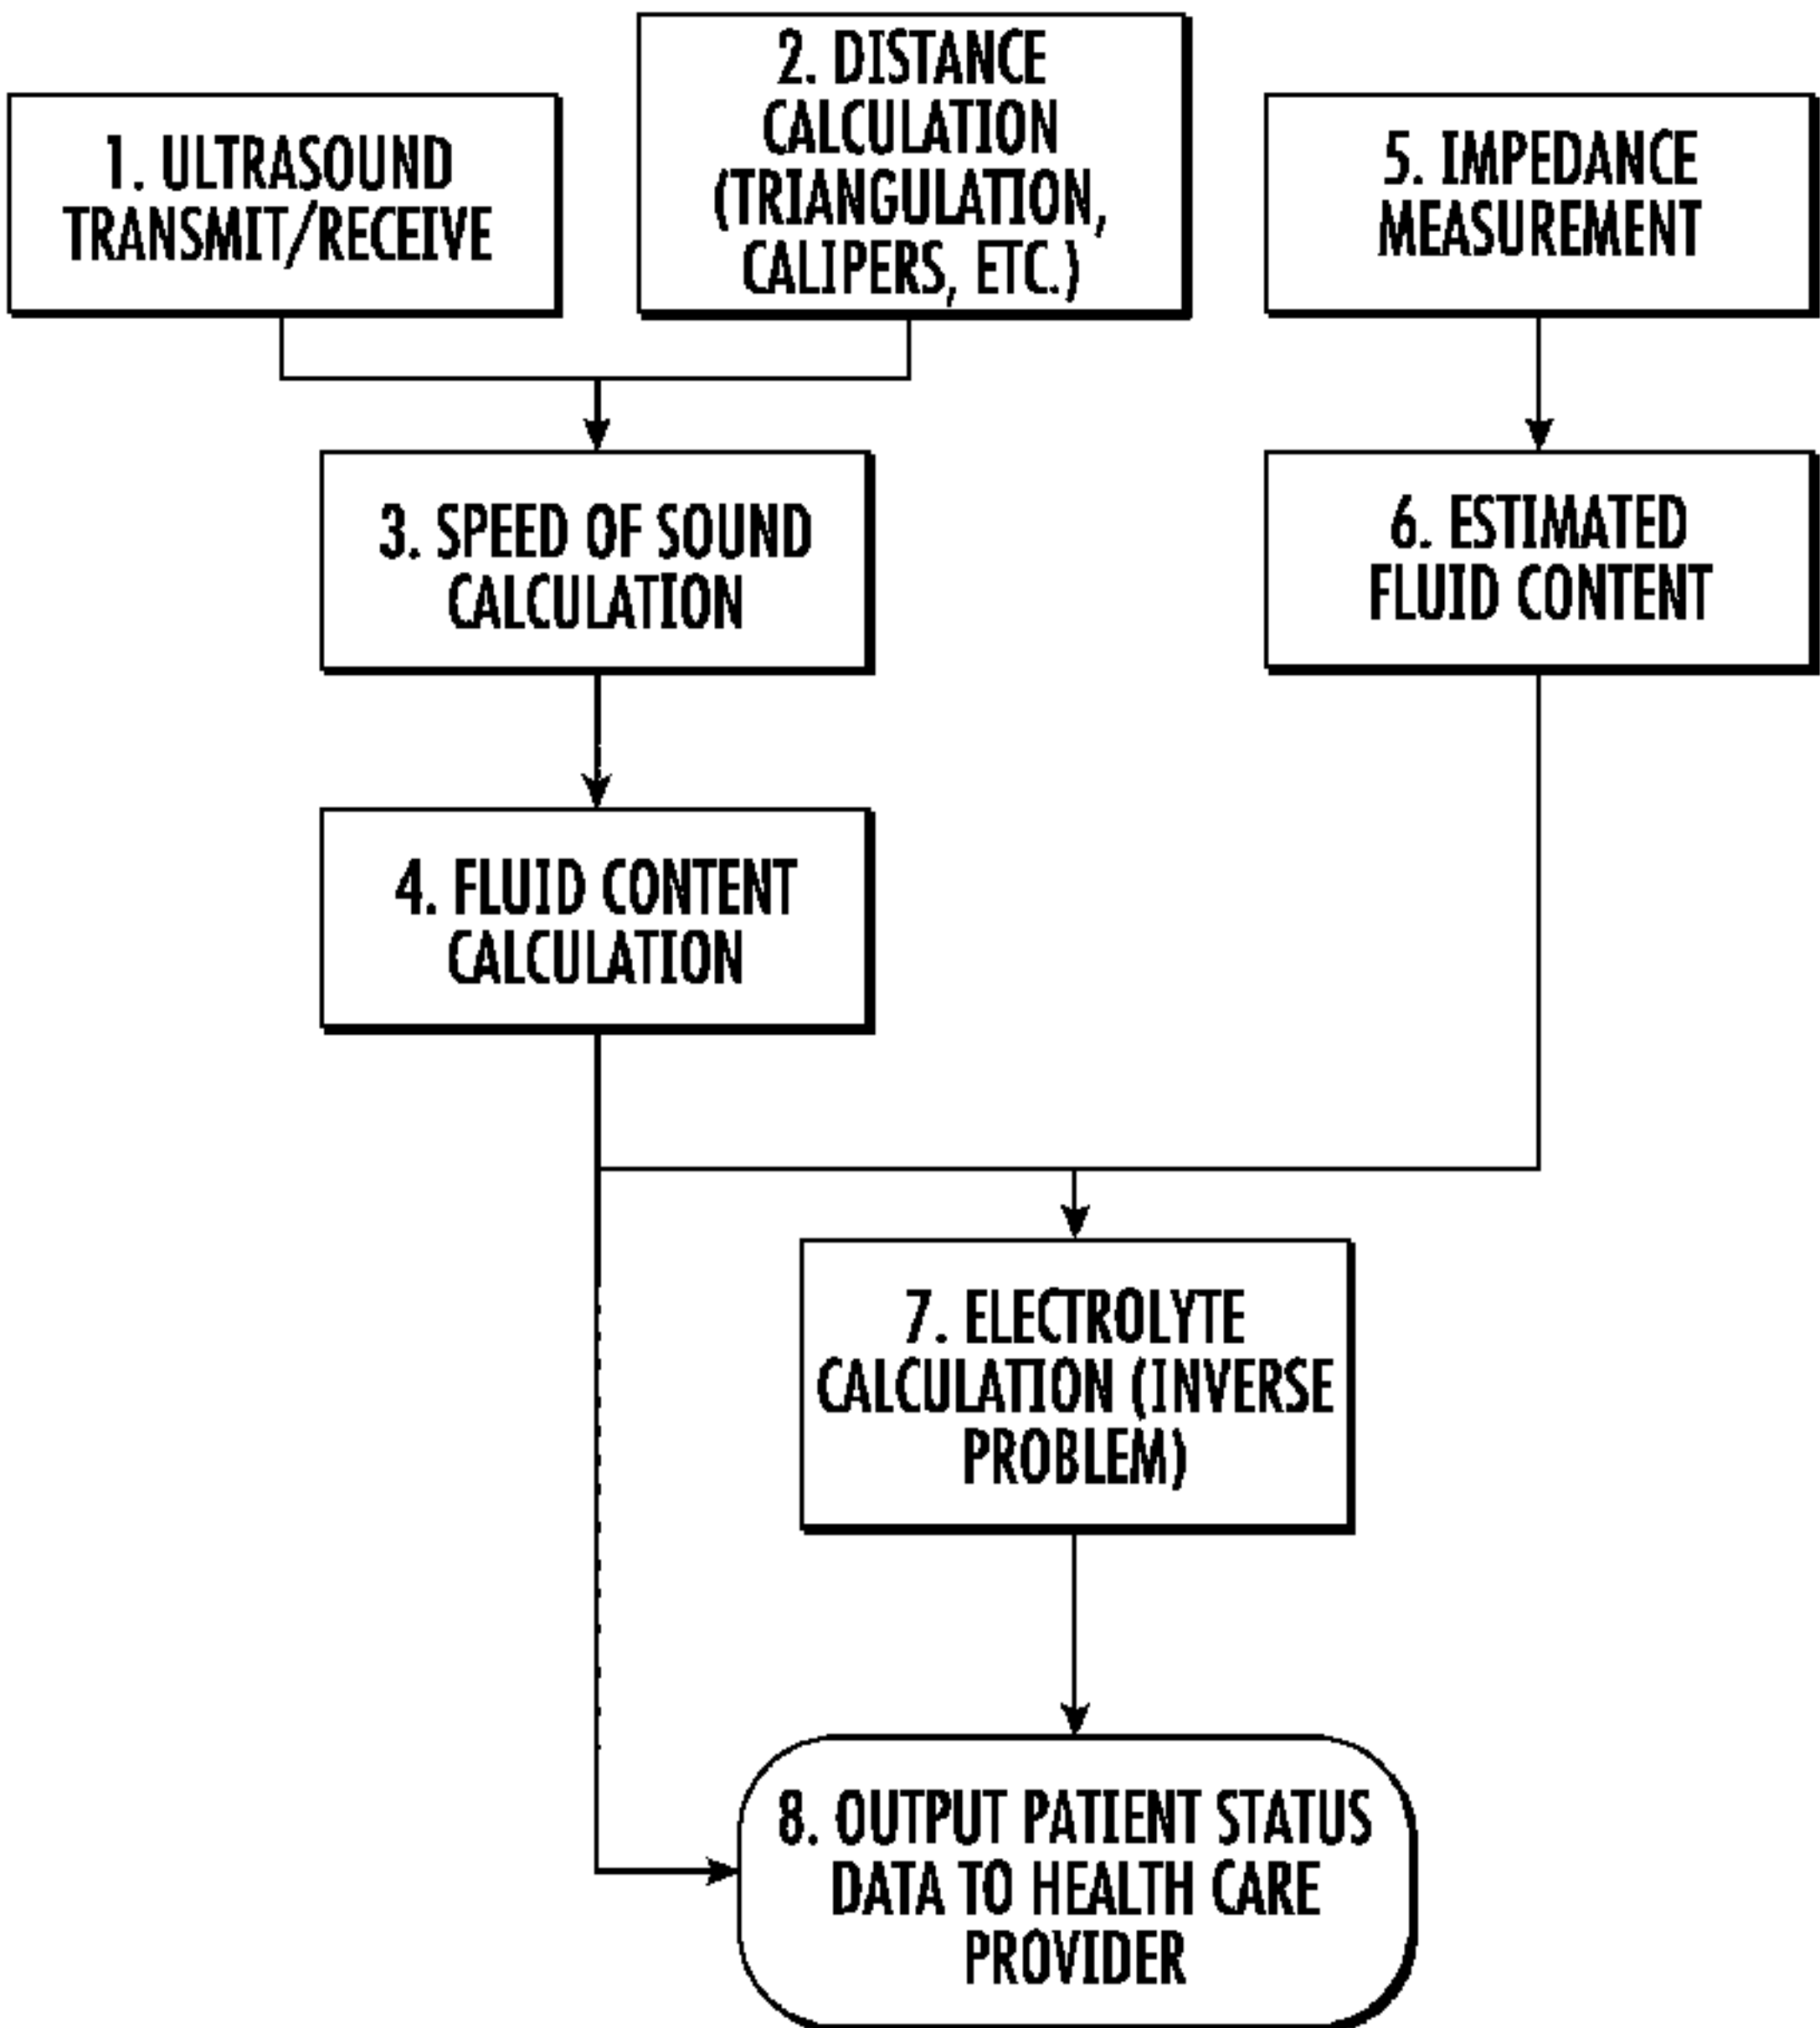 1. ULTRASOUND
TRANSMIT/RECEIVE
2. DISTANCE
CALCULATION
(TRIANGULATION,
CALIPERS, ETC.)
3. SPEED OF SOUND
CALCULATION
4. FLUID CONTENT
CALCULATION
5. IMPEDANCE
MEASUREMENT
6. ESTIMATED
FLUID CONTENT
7. ELECTROLYTE
CALCULATION (INVERSE
PROBLEM)
8. OUTPUT PATIENT STATUS
DATA TO HEALTH CARE
PROVIDER